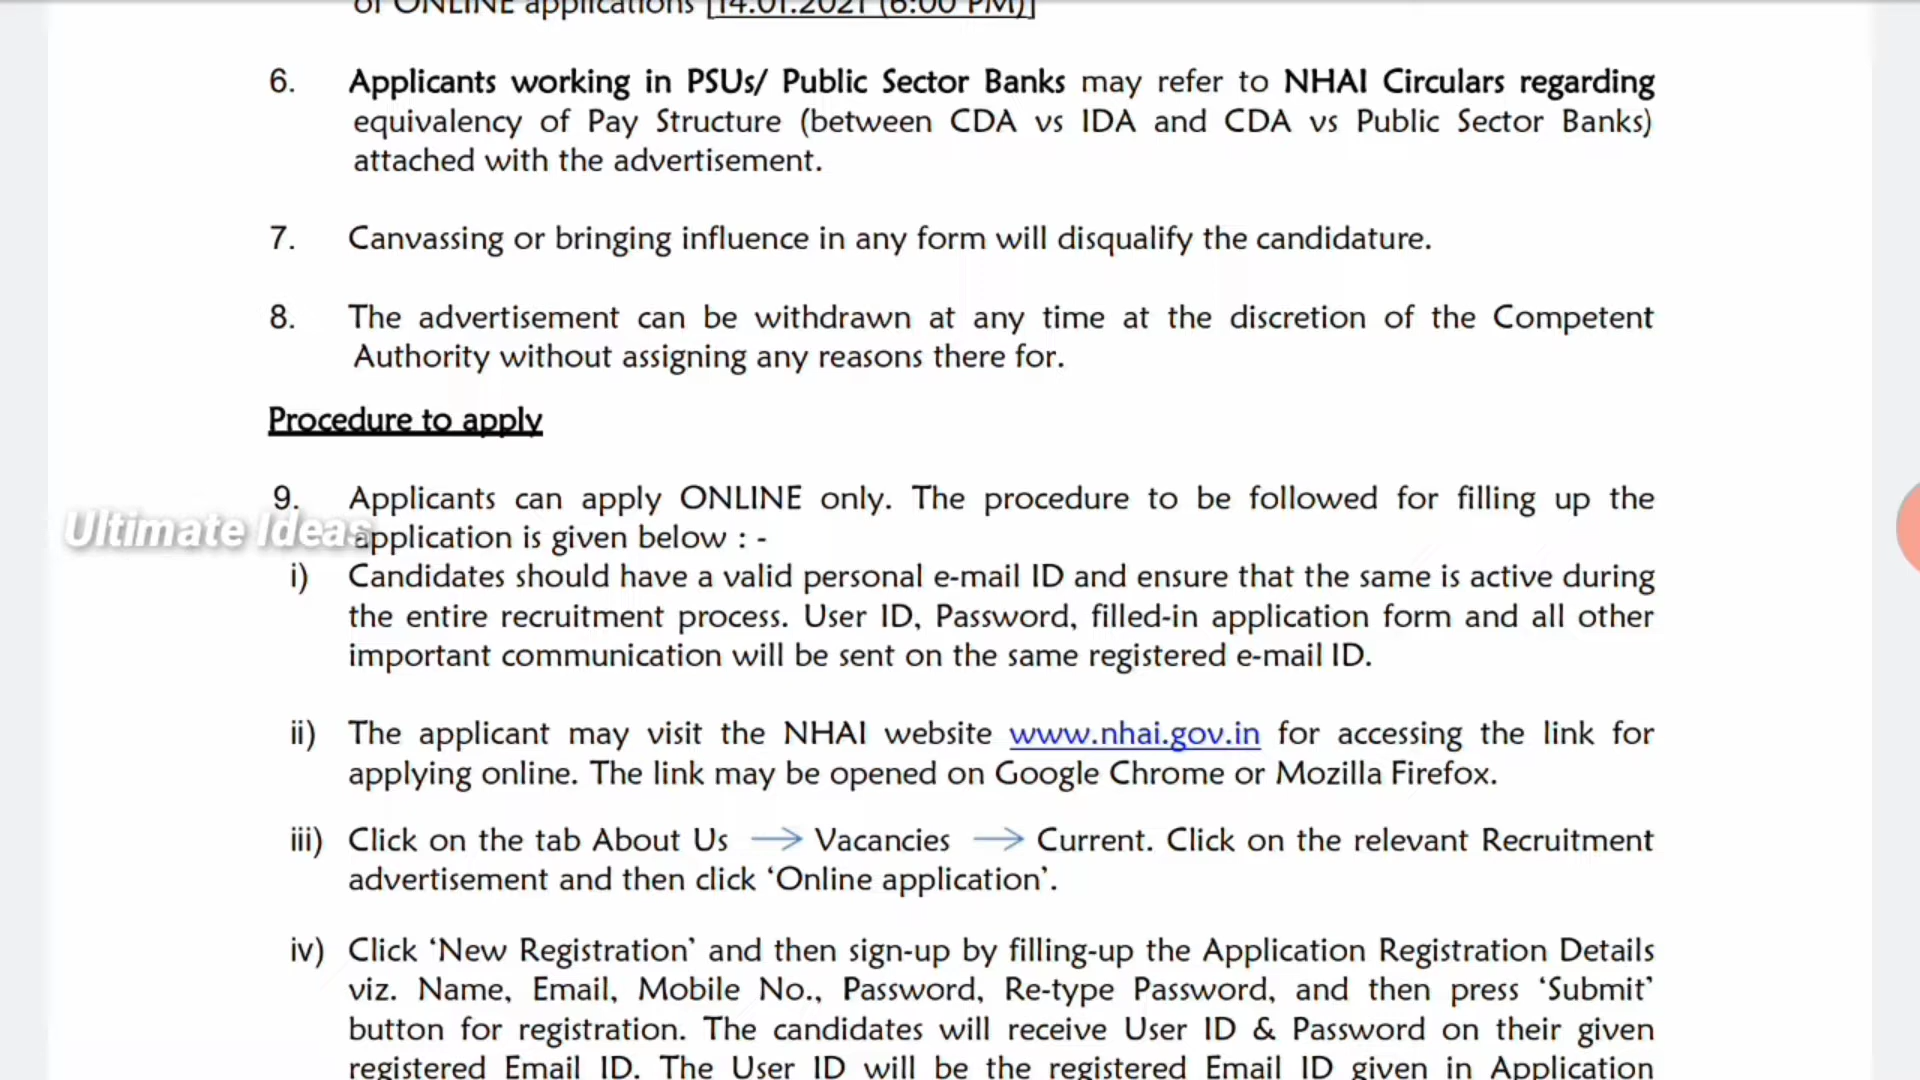 of ONLINE applications [14.01.2021 (6:00 PM)]
6. Applicants working in PSUs/ Public Sector Banks may refer to NHAI Circulars regarding
equivalency of Pay Structure (between CDA vs IDA and CDA vs Public Sector Banks)
attached with the advertisement.
7. Canvassing or bringing influence in any form will disqualify the candidature.
8. The advertisement can be withdrawn at any time at the discretion of the Competent
Authority without assigning any reasons there for.
Procedure to apply
9. Applicants can apply ONLINE only. The procedure to be followed for filling up the
Ultimate Ideas
application is given below : -
i) Candidates should have a valid personal e-mail ID and ensure that the same is active during
the entire recruitment process. User ID, Password, filled-in application form and all other
important communication will be sent on the same registered e-mail ID.
ii) The applicant may visit the NHAI website www.nhai.gov.in for accessing the link for
applying online. The link may be opened on Google Chrome or Mozilla Firefox.
iii) Click on the tab About Us → Vacancies → Current. Click on the relevant Recruitment
advertisement and then click ‘Online application’.
iv) Click ‘New Registration’ and then sign-up by filling-up the Application Registration Details
viz. Name, Email, Mobile No., Password, Re-type Password, and then press ‘Submit’
button for registration. The candidates will receive User ID & Password on their given
registered Email ID. The User ID will be the registered Email ID given in Application